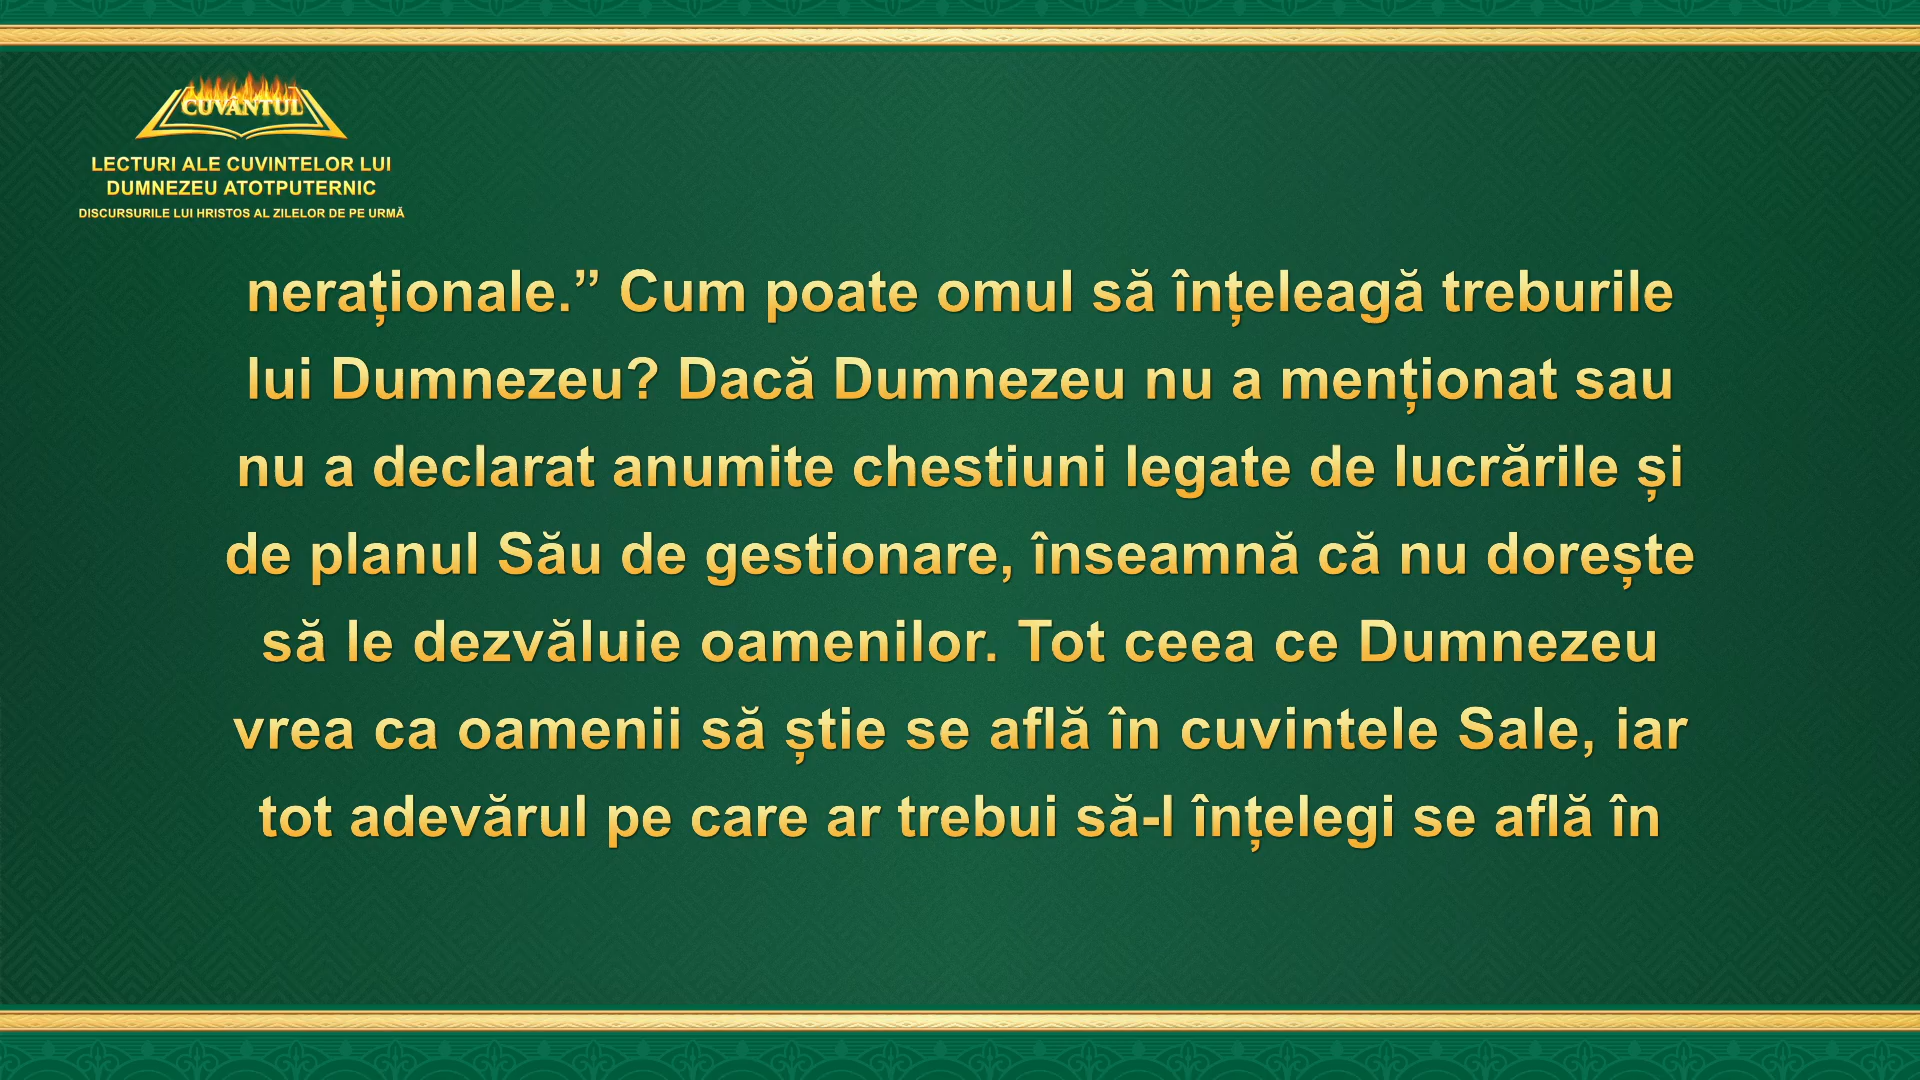 CUVÂNTUL
LECTURI ALE CUVINTELOR LUI
DUMNEZEU ATOTPUTERNIC
DISCURSURILE LUI HRISTOS AL ZILELOR DE PE URMĂ
neraționale.” Cum poate omul să înțeleagă treburile
lui Dumnezeu? Dacă Dumnezeu nu a menționat sau
nu a declarat anumite chestiuni legate de lucrările și
de planul Său de gestionare, înseamnă că nu dorește
să le dezvăluie oamenilor. Tot ceea ce Dumnezeu
vrea ca oamenii să știe se află în cuvintele Sale, iar
tot adevărul pe care ar trebui să-l înțelegi se află în